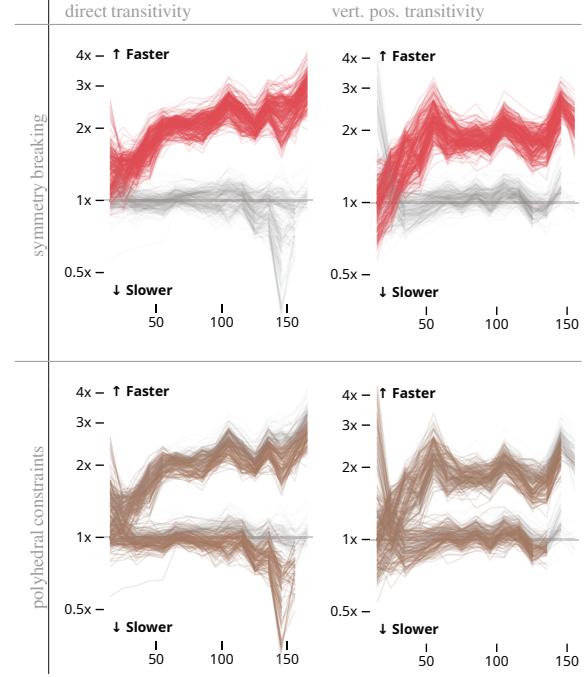 direct transitivity
vert. pos. transitivity
symmetry breaking
4x
↑ Faster
3x
2x
1x
0.5x
↓ Slower
50
100
150
4x
↑ Faster
3x
2x
1x
0.5x
↓ Slower
50
100
150
polyhedral constraints
4x
↑ Faster
3x
2x
1x
0.5x
↓ Slower
50
100
150
4x
↑ Faster
3x
2x
1x
0.5x
↓ Slower
50
100
150